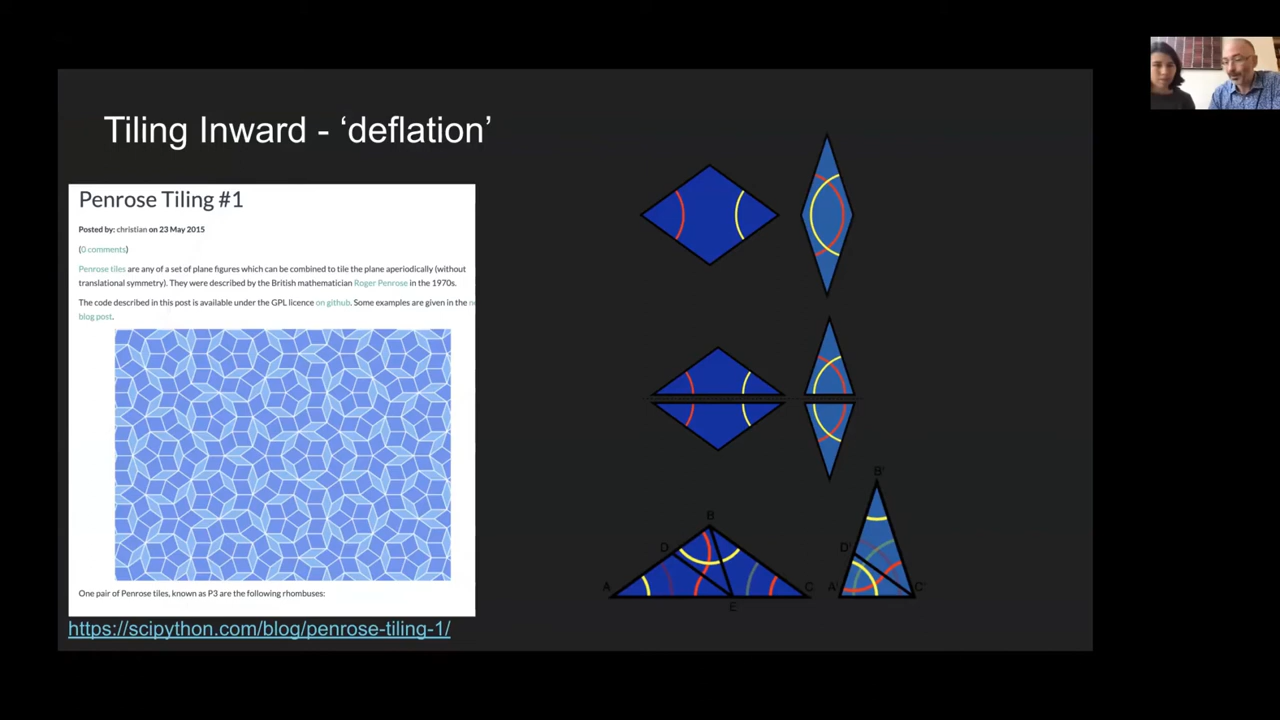 Tiling Inward - ‘deflation’
Penrose Tiling #1
Posted by: christian on 23 May 2015
(0 comments)
Penrose tiles are any of a set of plane figures which can be combined to tile the plane aperiodically (without
translational symmetry). They were described by the British mathematician Roger Penrose in the 1970s.
The code described in this post is available under the GPL licence on github. Some examples are given in the
blog post.
One pair of Penrose tiles, known as P3 are the following rhombuses:
https://scipython.com/blog/penrose-tiling-1/
B'
B
D
D'
A
C
A'
C'
E